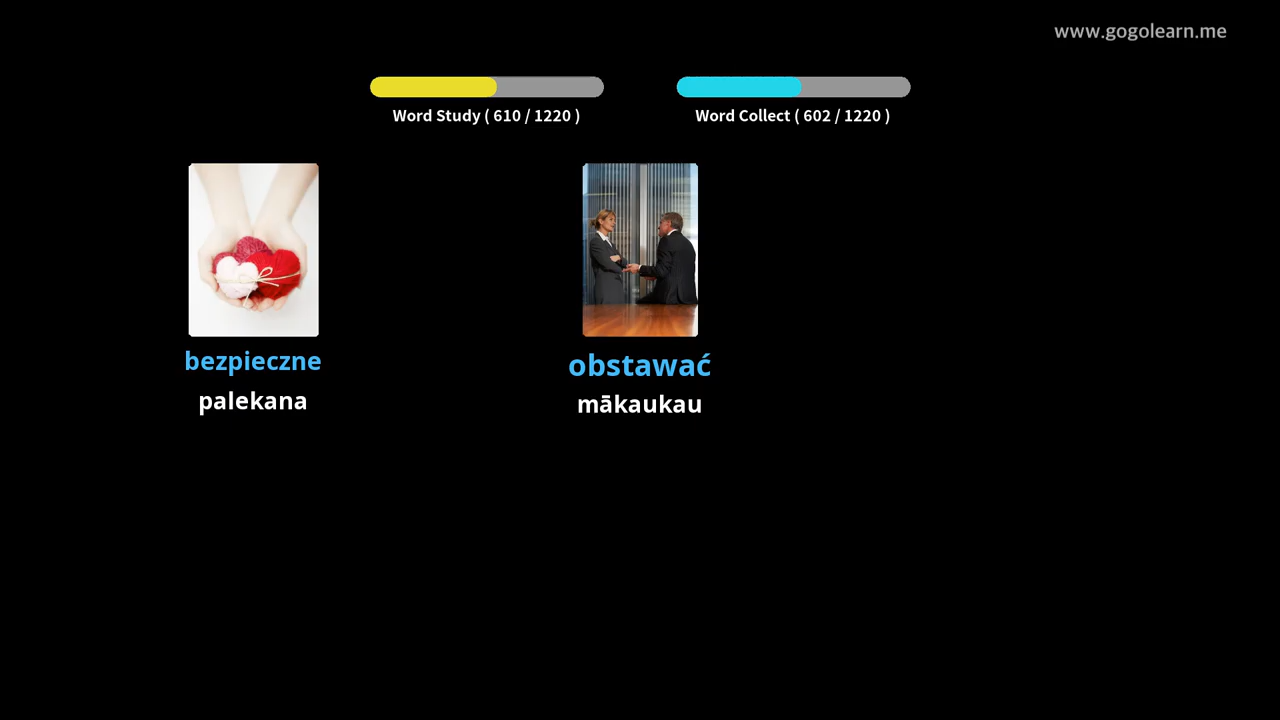 www.gogolearn.me
Word Study ( 610 / 1220 )
Word Collect ( 602 / 1220 )
bezpieczne
palekana
obstawać
mākaukau